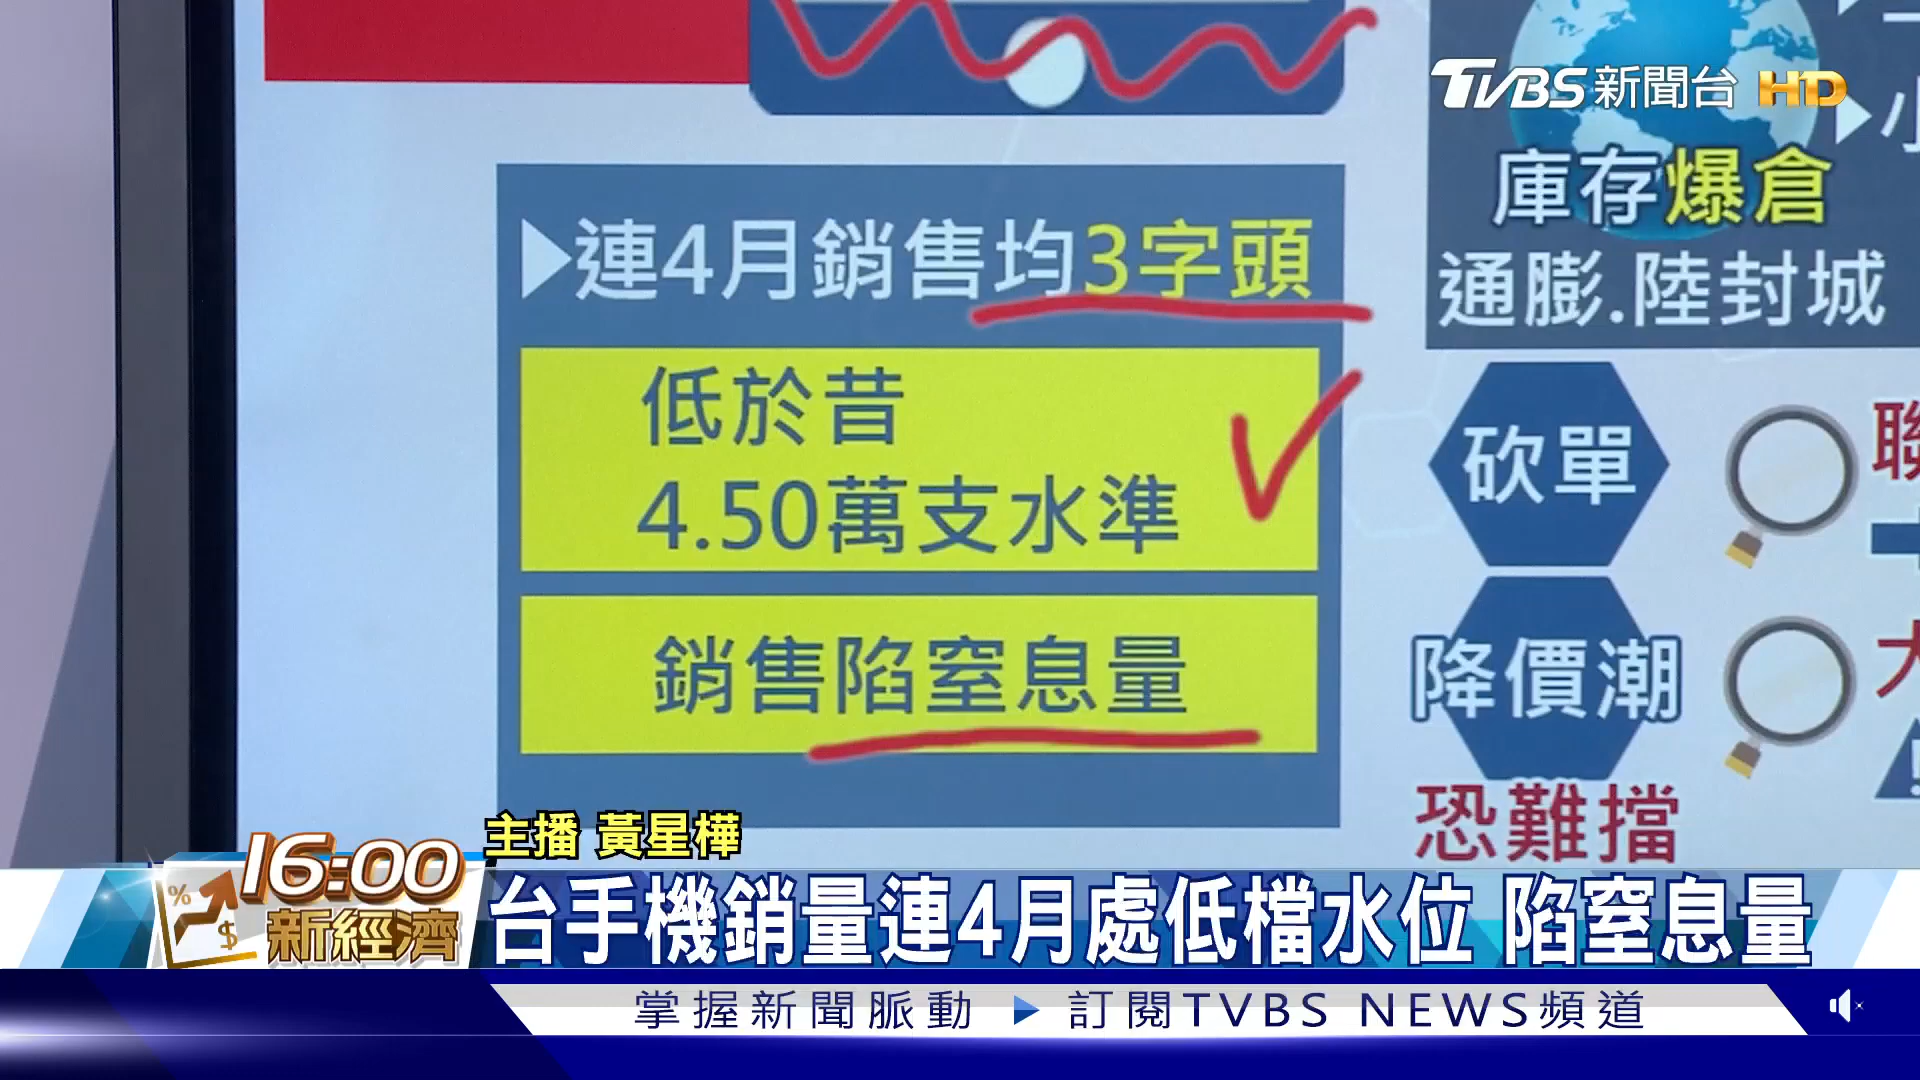 TVBS新聞台 HD
庫存爆倉
通膨.陸封城
▶連4月銷售均3字頭
低於昔
4.50萬支水準
銷售陷窒息量
砍單
降價潮
恐難擋
主播 黃星樺
16:00
新經濟
台手機銷量連4月處低檔水位 陷窒息量
掌握新聞脈動 ▶ 訂閱TVBS NEWS頻道